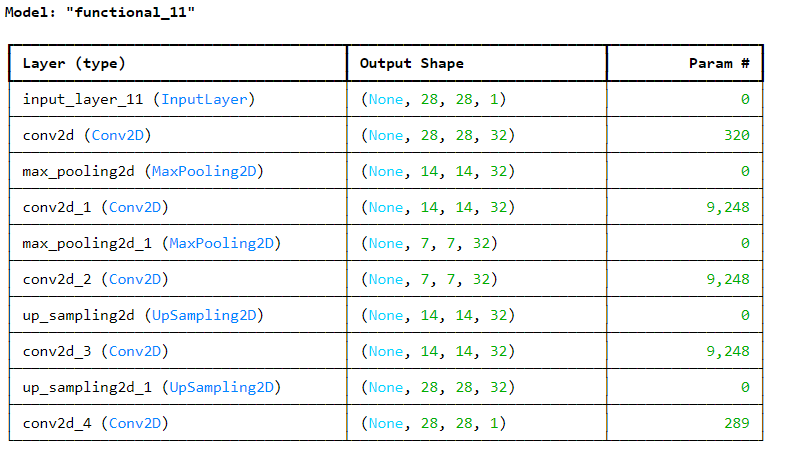 Model: "functional_11"
Layer (type) Output Shape Param #
input_layer_11 (InputLayer) (None, 28, 28, 1) 0
conv2d (Conv2D) (None, 28, 28, 32) 320
max_pooling2d (MaxPooling2D) (None, 14, 14, 32) 0
conv2d_1 (Conv2D) (None, 14, 14, 32) 9,248
max_pooling2d_1 (MaxPooling2D) (None, 7, 7, 32) 0
conv2d_2 (Conv2D) (None, 7, 7, 32) 9,248
up_sampling2d (UpSampling2D) (None, 14, 14, 32) 0
conv2d_3 (Conv2D) (None, 14, 14, 32) 9,248
up_sampling2d_1 (UpSampling2D) (None, 28, 28, 32) 0
conv2d_4 (Conv2D) (None, 28, 28, 1) 289